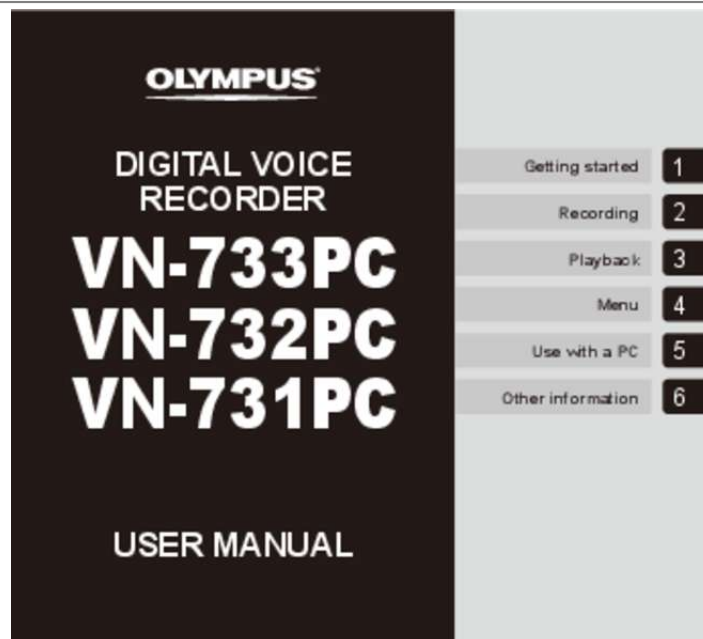 OLYMPUS
DIGITAL VOICE
RECORDER
VN-733PC
VN-732PC
VN-731PC
USER MANUAL
Getting started 1
Recording 2
Playback 3
Menu 4
Use with a PC 5
Other information 6